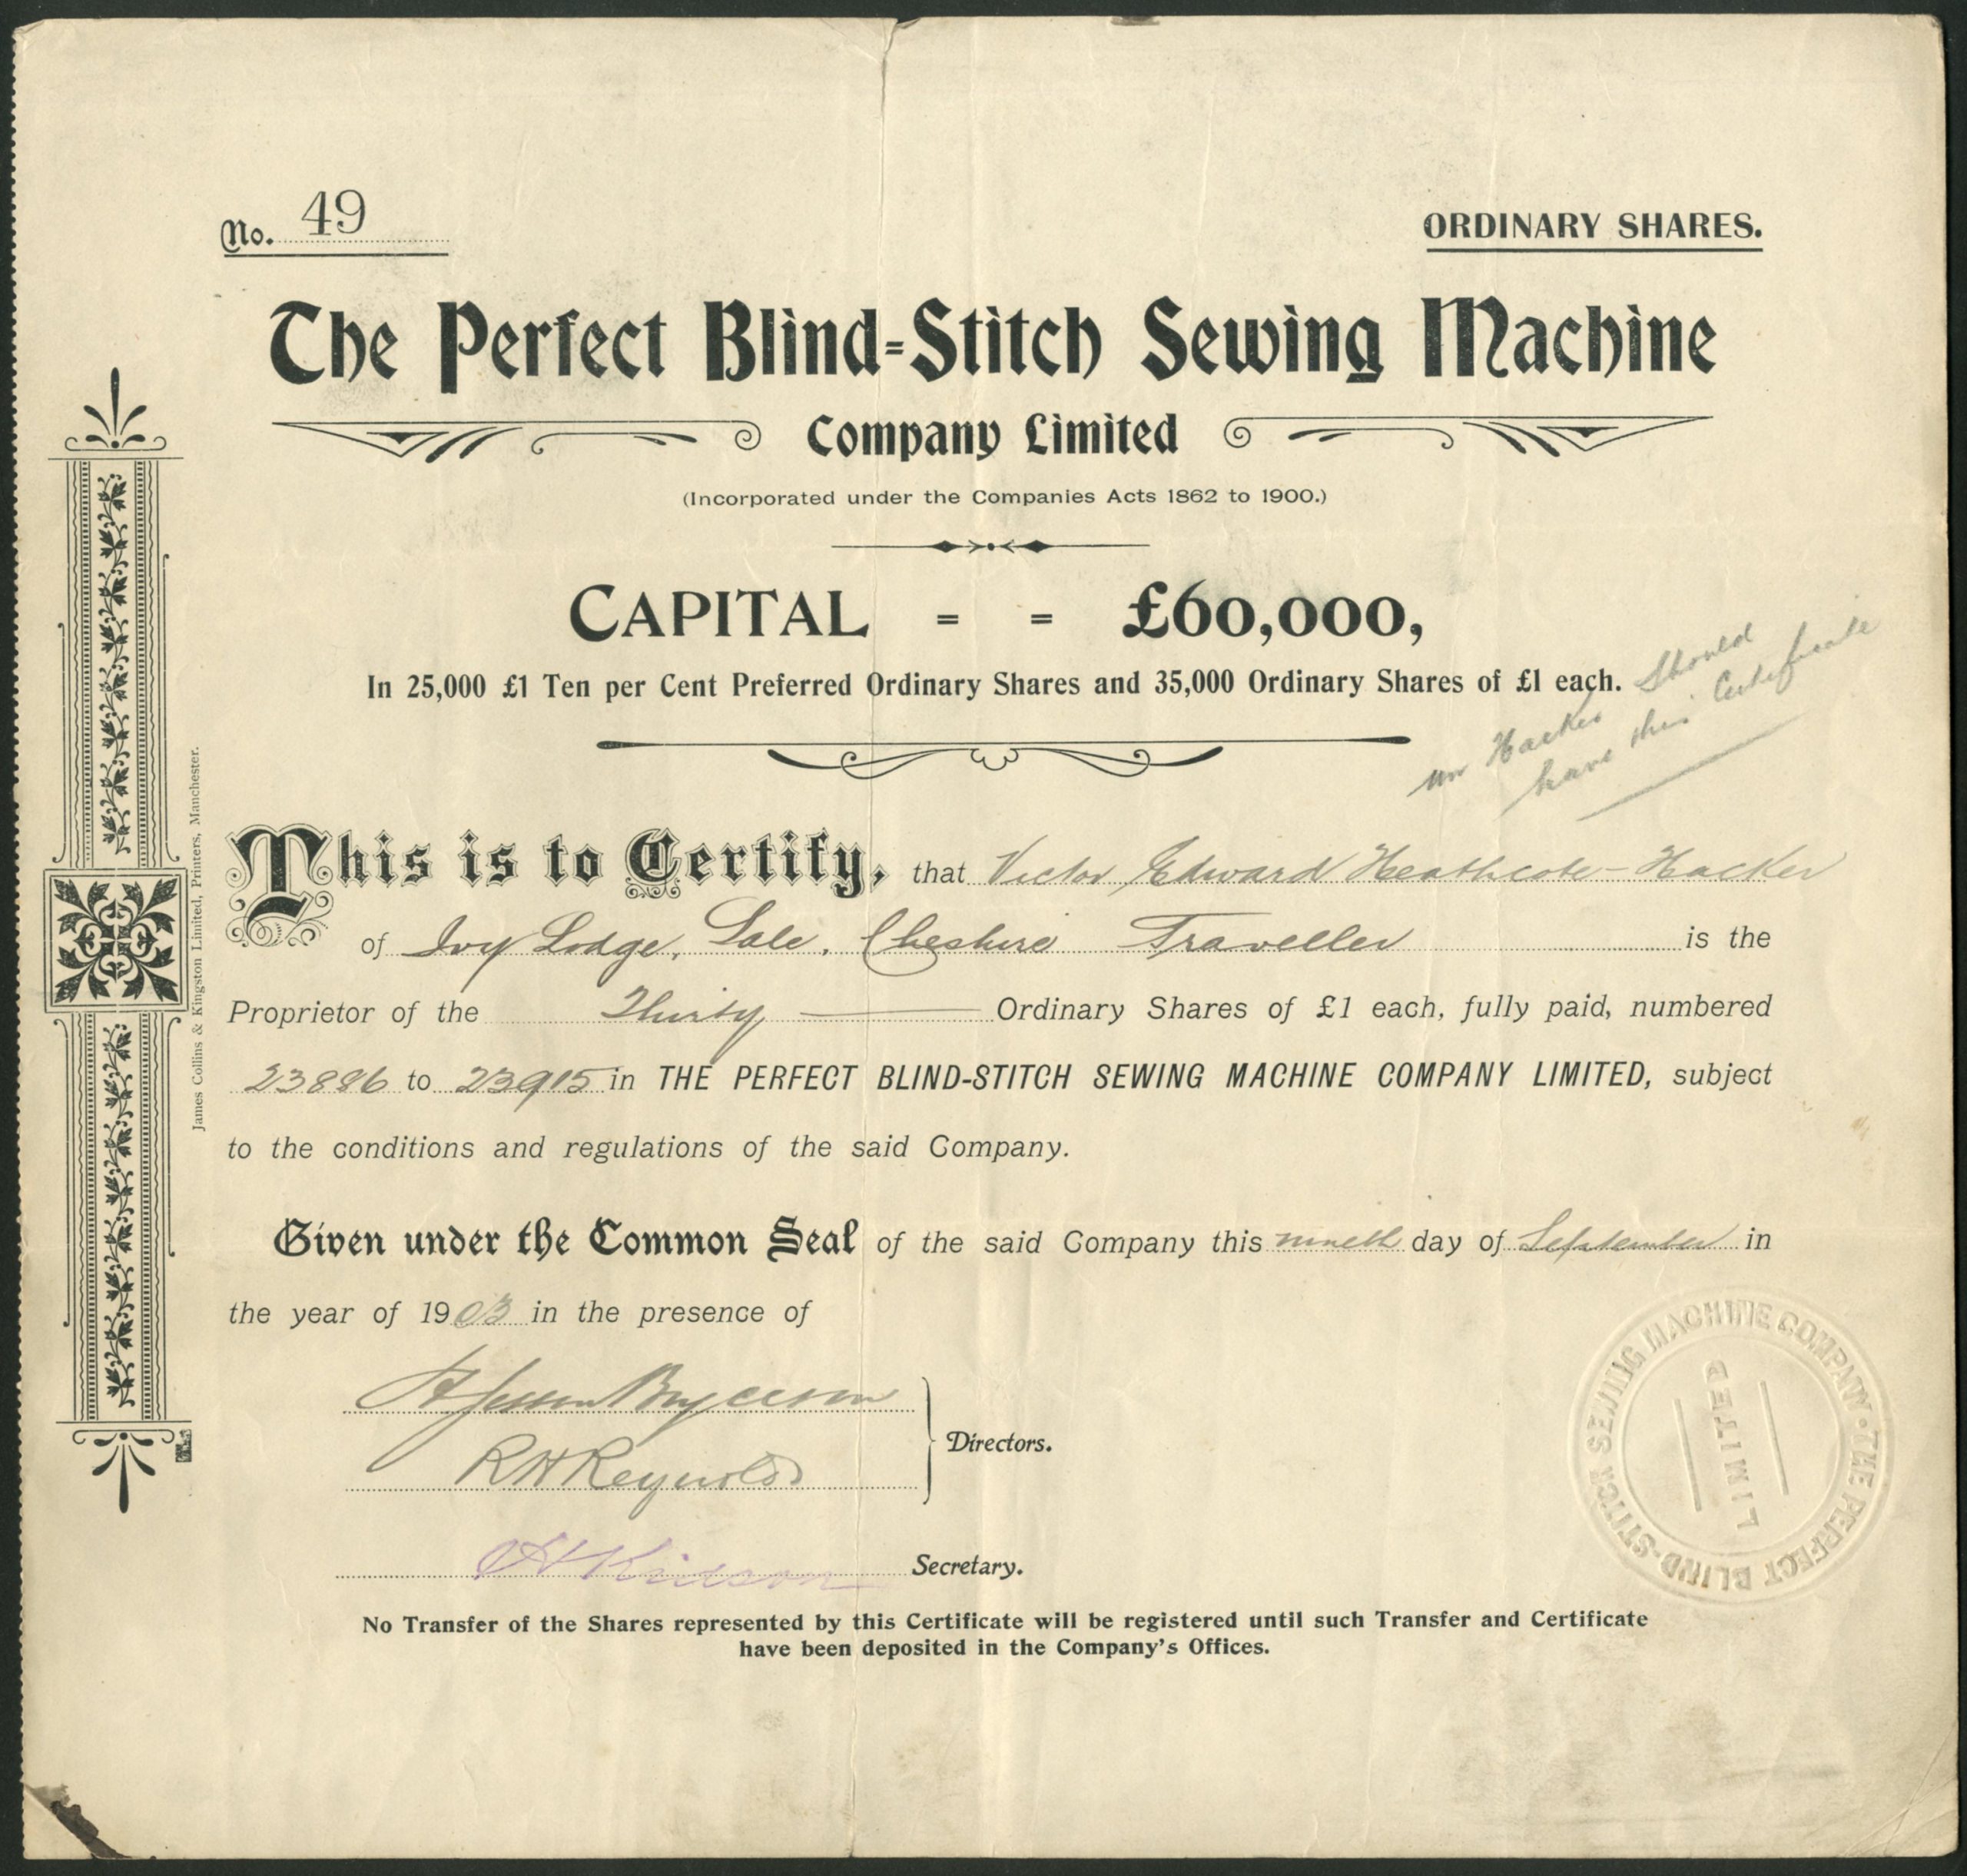 No. 49
ORDINARY SHARES.
The Perfect Blind-Stitch Sewing Machine
Company Limited
(Incorporated under the Companies Acts 1862 to 1900.)
CAPITAL = = £60,000,
In 25,000 £1 Ten per Cent Preferred Ordinary Shares and 35,000 Ordinary Shares of £1 each.
Mr Hacker Should
have this Certificate
This is to Certify, that Victor Edward Heathcote-Hacker
of Ivy Lodge, Sale, Cheshire Traveller is the
Proprietor of the Thirty Ordinary Shares of £1 each, fully paid, numbered
23886 to 23915 in THE PERFECT BLIND-STITCH SEWING MACHINE COMPANY LIMITED, subject
to the conditions and regulations of the said Company.
Given under the Common Seal of the said Company this ninth day of September in
the year of 1903 in the presence of
RH Reynolds
Directors.
Secretary.
No Transfer of the Shares represented by this Certificate will be registered until such Transfer and Certificate
have been deposited in the Company's Offices.
James Collins & Kingston Limited, Printers, Manchester.
THE PERFECT BLIND-STITCH SEWING MACHINE COMPANY
LIMITED